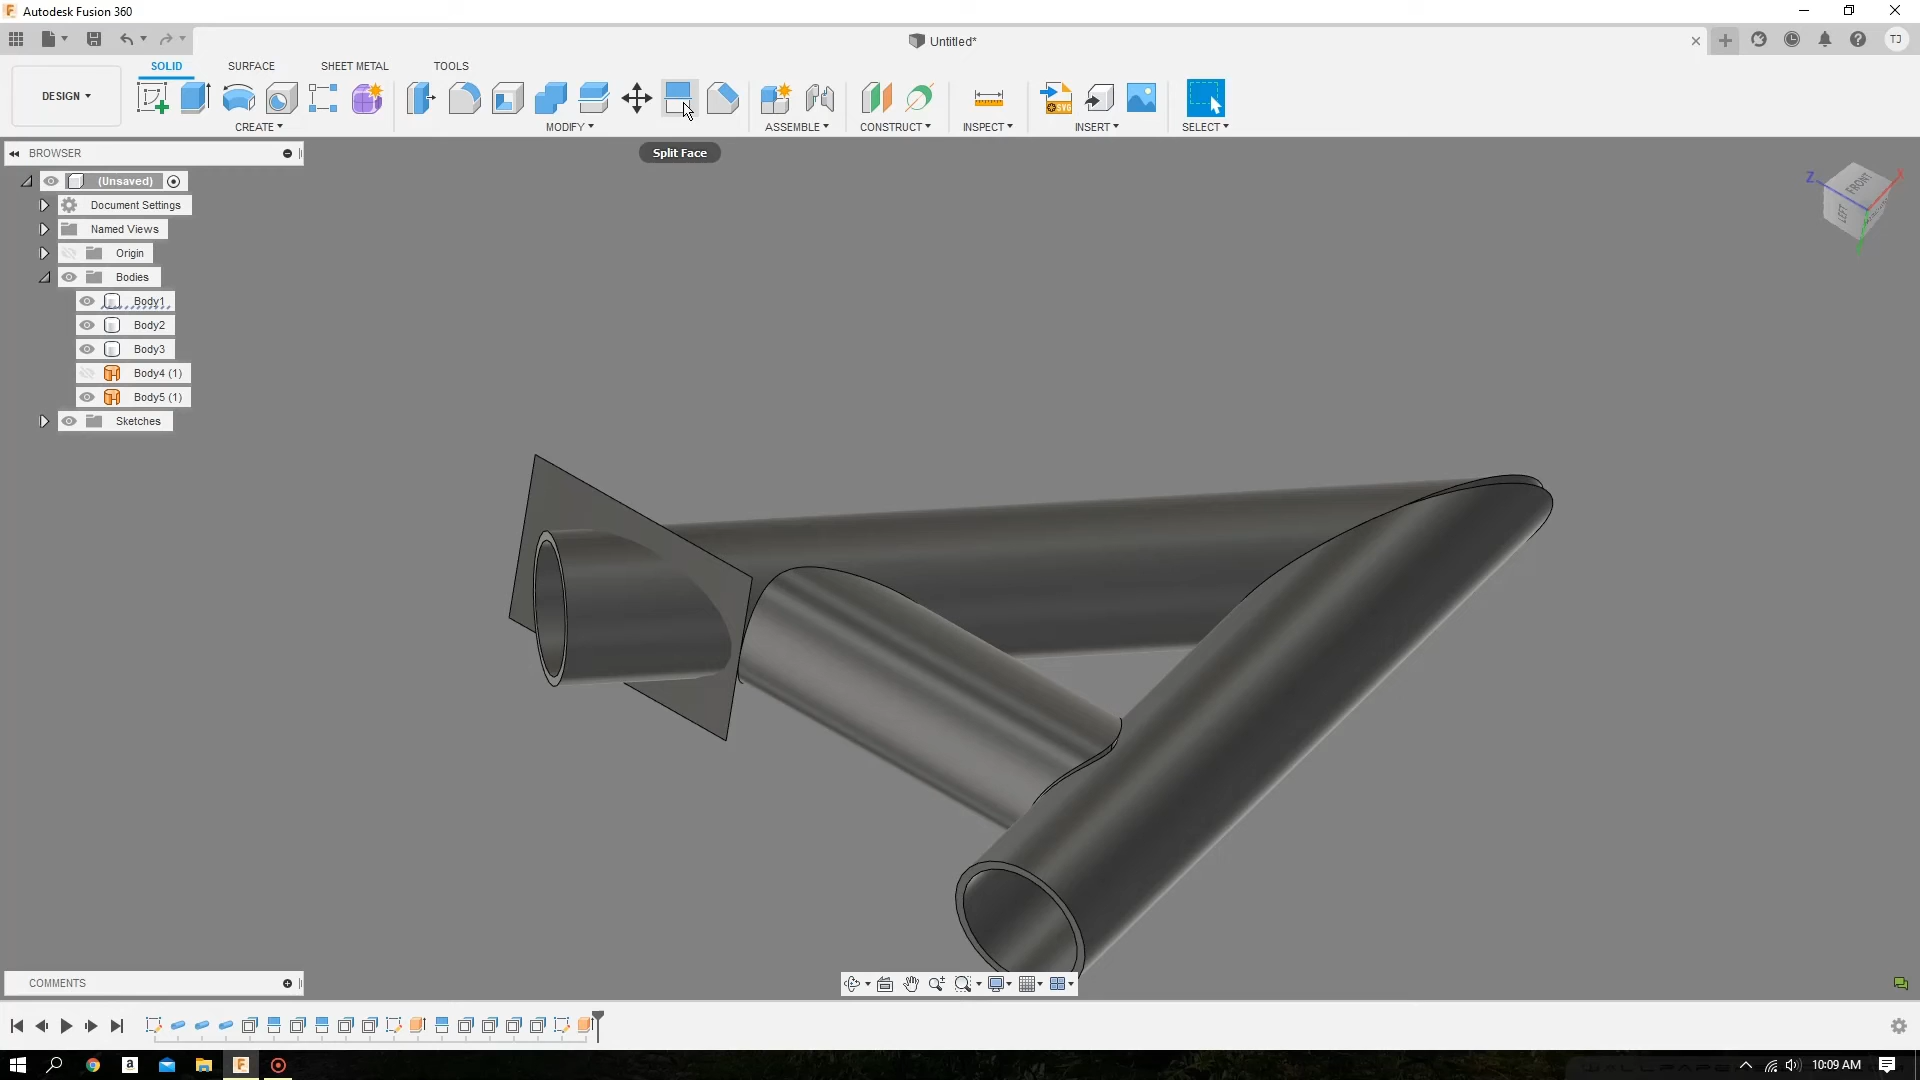 Autodesk Fusion 360
Untitled*
TJ
DESIGN
SOLID
SURFACE
SHEET METAL
TOOLS
SVG
CREATE
MODIFY
ASSEMBLE
CONSTRUCT
INSPECT
INSERT
SELECT
Split Face
BROWSER
(Unsaved)
Document Settings
Named Views
Origin
Bodies
Body1
Body2
Body3
Body4 (1)
Body5 (1)
Sketches
Z
X
FRONT
LEFT
COMMENTS
10:09 AM